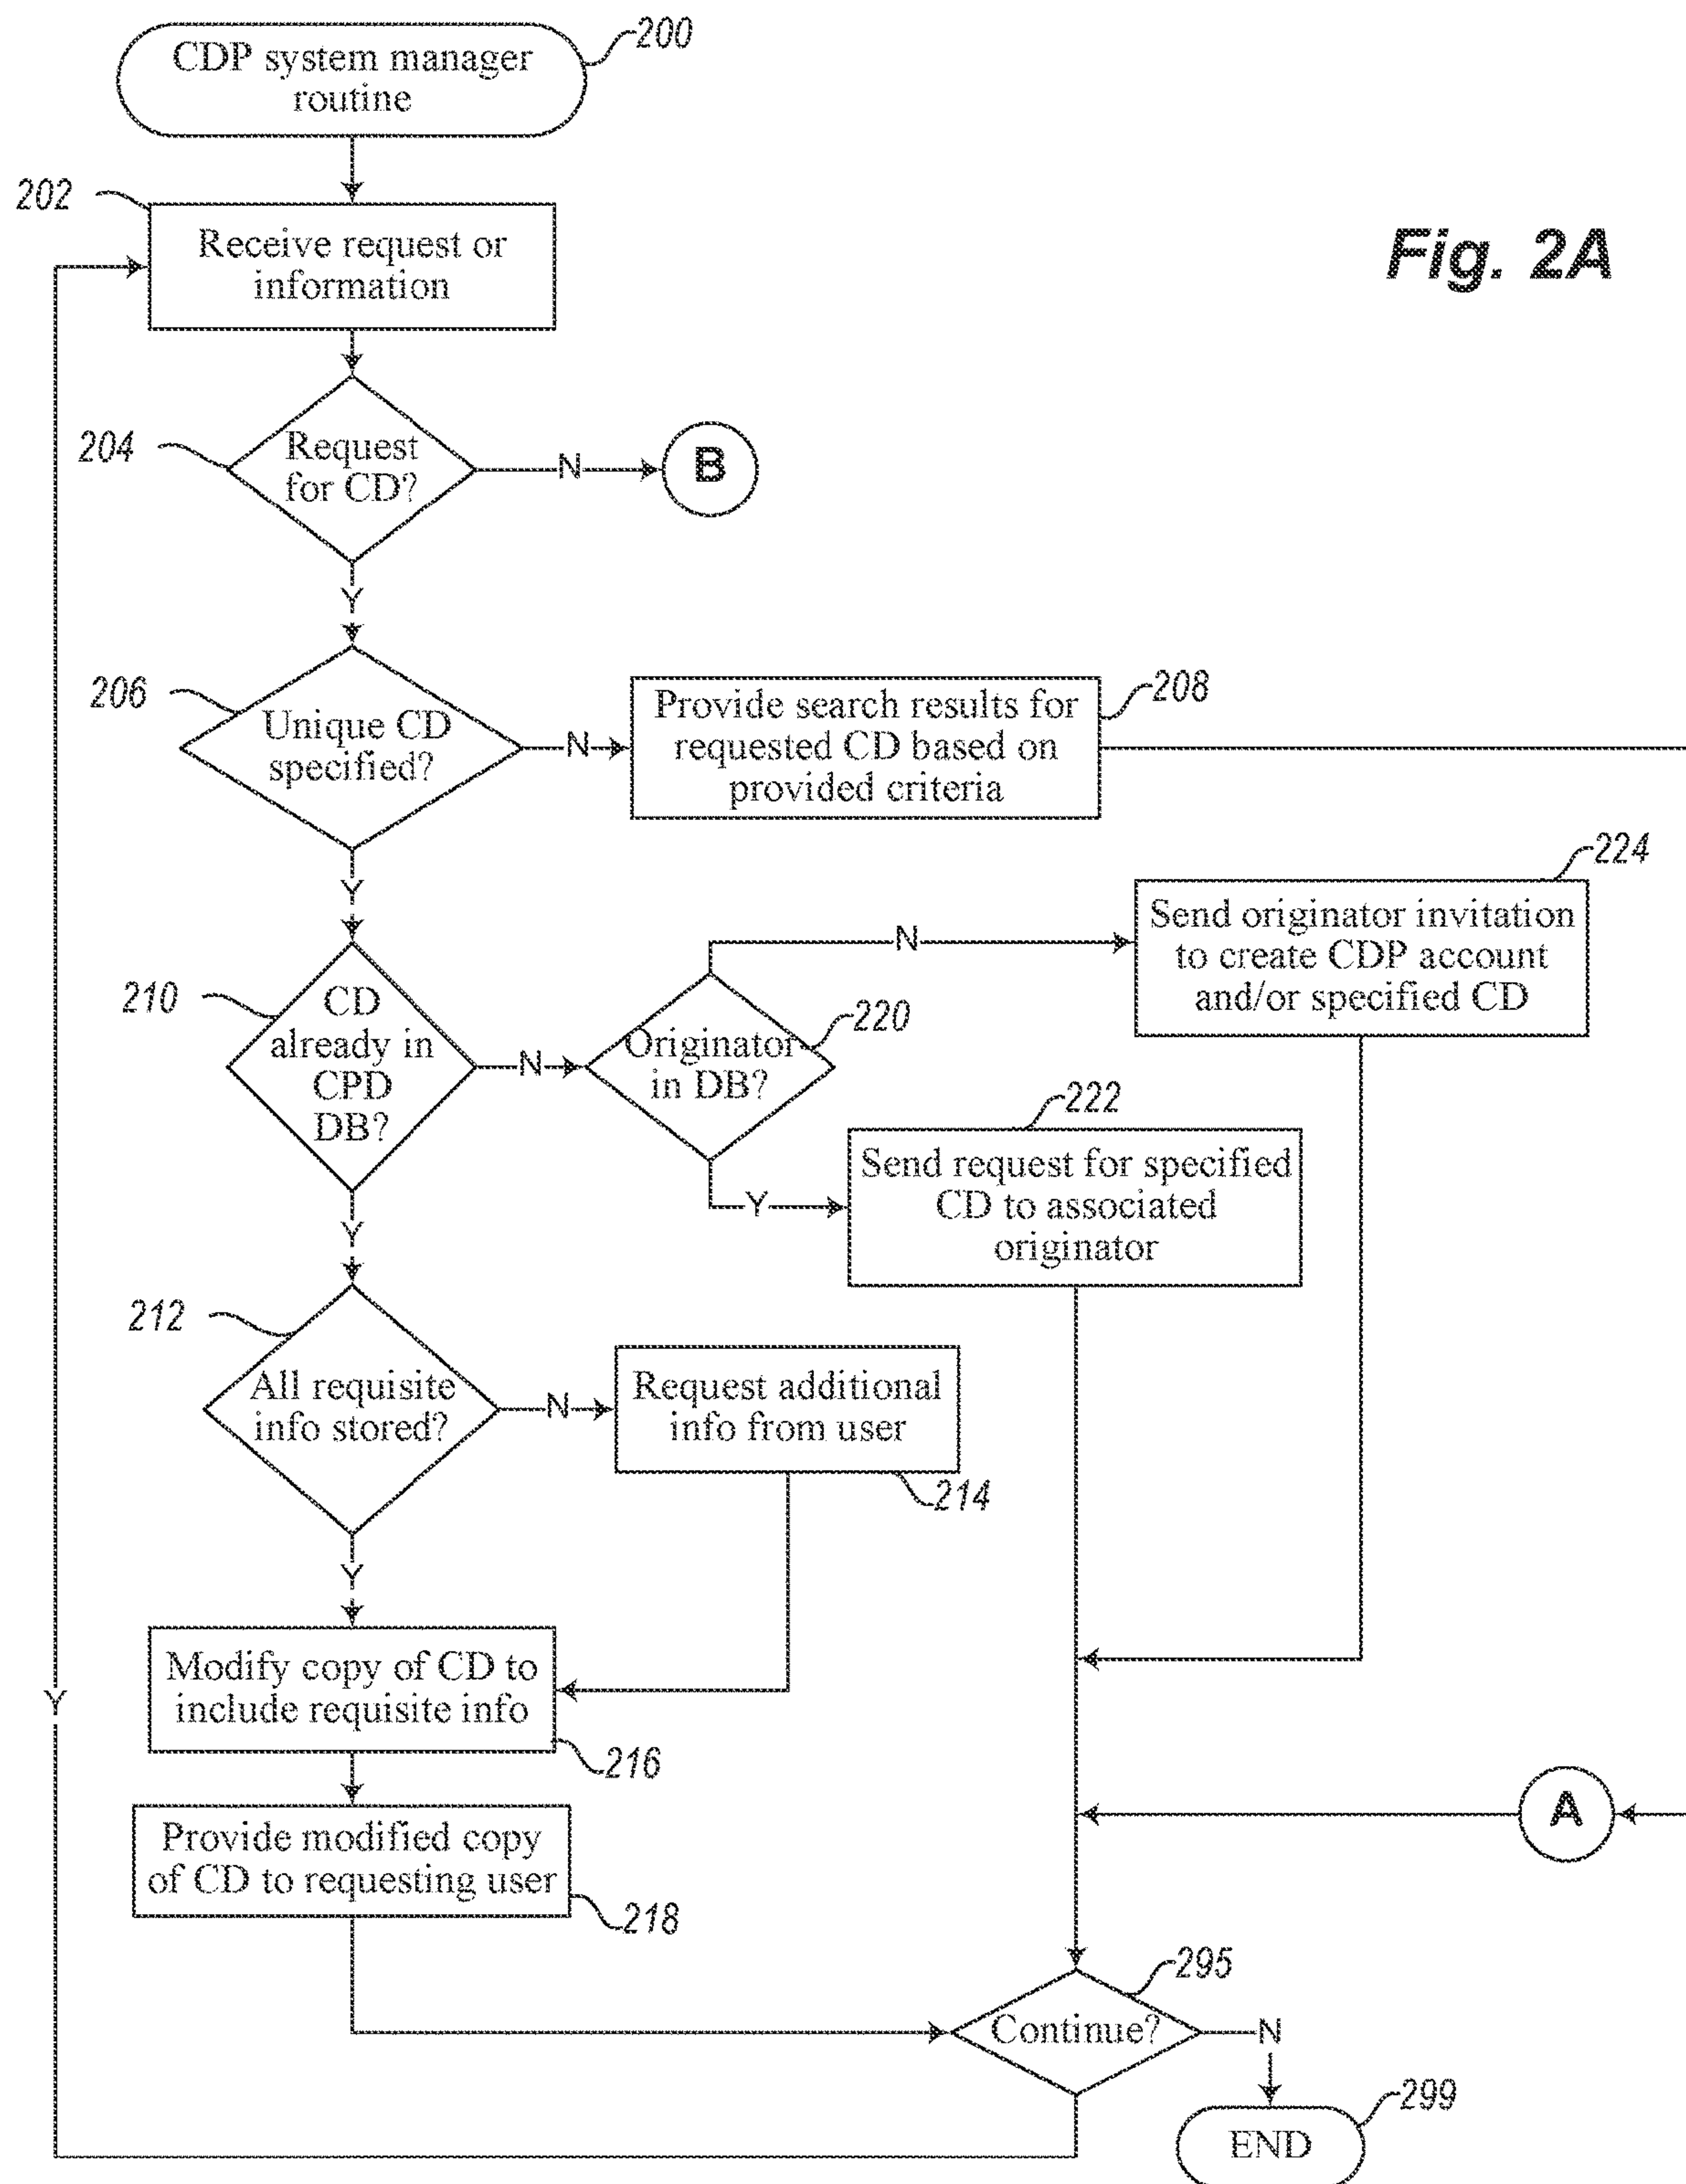 200
CDP system manager
routine
202
Receive request or
information
Fig. 2A
204
Request
for CD?
N
B
Y
206
Unique CD
specified?
N
208
Provide search results for
requested CD based on
provided criteria
Y
224
Send originator invitation
to create CDP account
and/or specified CD
N
210
CD
already in
CPD
DB?
N
220
Originator
in DB?
222
Send request for specified
CD to associated
originator
Y
Y
212
All requisite
info stored?
N
Request additional
info from user
214
Y
Modify copy of CD to
include requisite info
216
Y
Provide modified copy
of CD to requesting user
218
A
295
Continue?
N
299
END